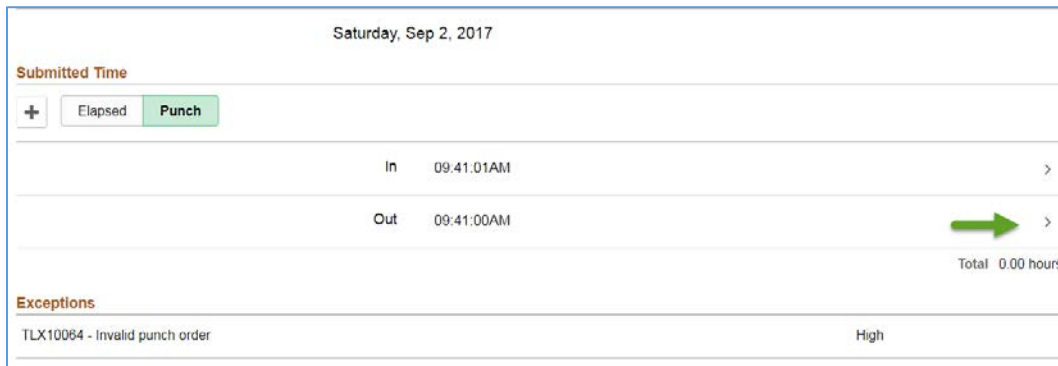 Saturday, Sep 2, 2017
Submitted Time
+ Elapsed Punch
In 09:41:01AM >
Out 09:41:00AM >
Total 0.00 hours
Exceptions
TLX10064 - Invalid punch order High